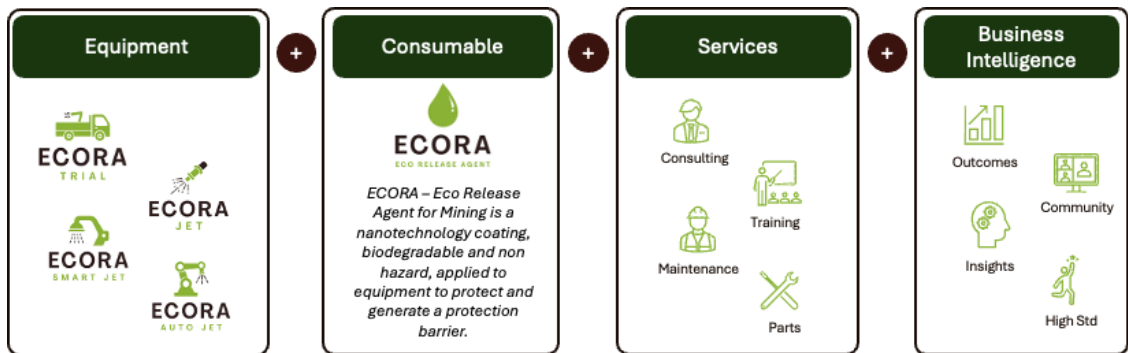 Equipment
+
Consumable
+
Services
+
Business
Intelligence
ECORA
TRIAL
ECORA
JET
ECORA
SMART JET
ECORA
AUTO JET
ECORA
ECO RELEASE AGENT
ECORA – Eco Release
Agent for Mining is a
nanotechnology coating,
biodegradable and non
hazard, applied to
equipment to protect and
generate a protection
barrier.
Consulting
Training
Maintenance
Parts
Outcomes
Community
Insights
High Std